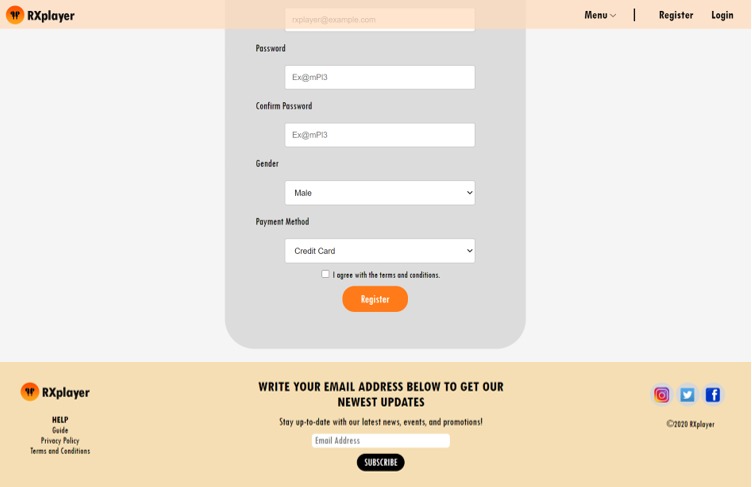 RXplayer
Menu
Register
Login
rxplayer@example.com
Password
Ex@mPl3
Confirm Password
Ex@mPl3
Gender
Male
Payment Method
Credit Card
I agree with the terms and conditions.
Register
RXplayer
HELP
Guide
Privacy Policy
Terms and Conditions
WRITE YOUR EMAIL ADDRESS BELOW TO GET OUR
NEWEST UPDATES
Stay up-to-date with our latest news, events, and promotions!
Email Address
SUBSCRIBE
©2020 RXplayer